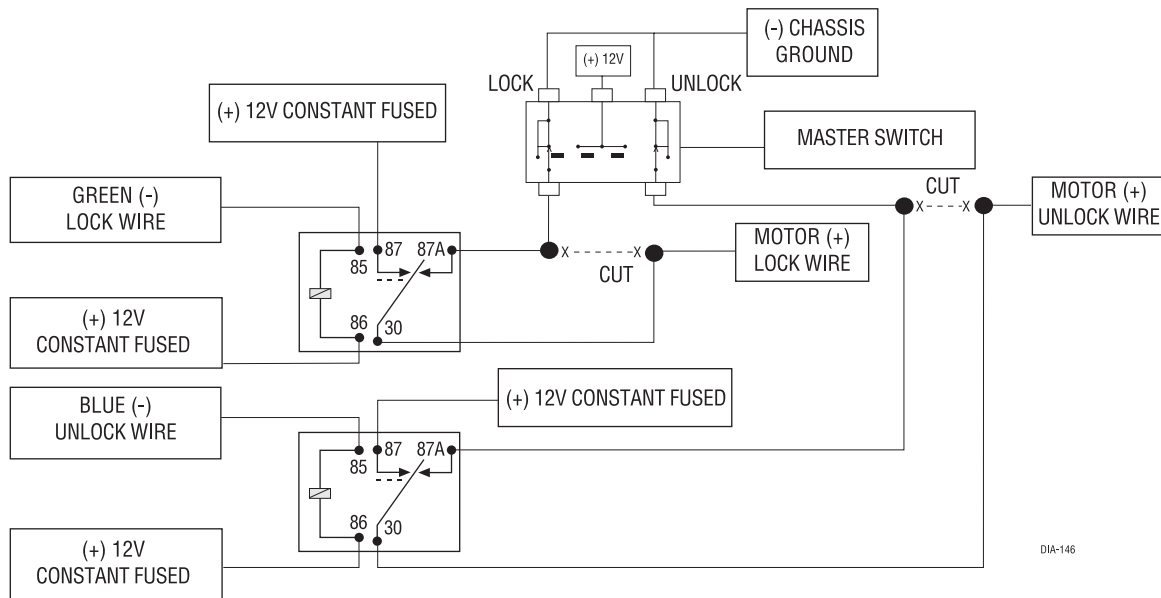 (-) CHASSIS
GROUND
(+) 12V
LOCK
UNLOCK
(+) 12V CONSTANT FUSED
MASTER SWITCH
GREEN (-)
LOCK WIRE
CUT
MOTOR (+)
UNLOCK WIRE
X
X
87
87A
85
X
X
CUT
MOTOR (+)
LOCK WIRE
86
30
(+) 12V
CONSTANT FUSED
(+) 12V CONSTANT FUSED
BLUE (-)
UNLOCK WIRE
87
87A
85
86
30
(+) 12V
CONSTANT FUSED
DIA-146